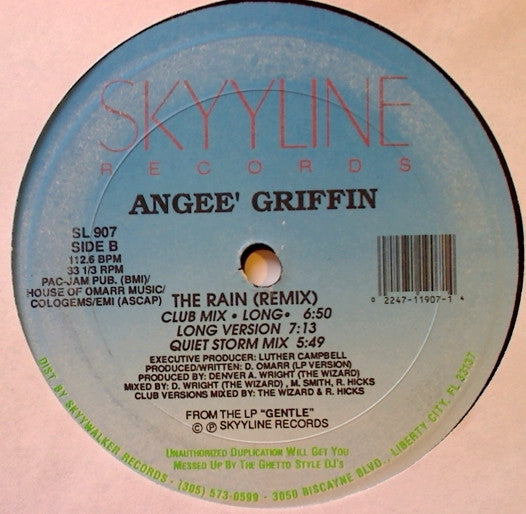 SKYYLINE
RECORDS
ANGEE' GRIFFIN
SL 907
SIDE B
112.6 BPM
33 1/3 RPM
PAC-JAM PUB. (BMI)/
HOUSE OF OMARR MUSIC/
COLOGEMS/EMI (ASCAP)
0 2247-11907-1 4
THE RAIN (REMIX)
CLUB MIX • LONG • 6:50
LONG VERSION 7:13
QUIET STORM MIX 5:49
EXECUTIVE PRODUCER: LUTHER CAMPBELL
PRODUCED/WRITTEN: D. OMARR (LP VERSION)
PRODUCED BY: DENVER A. WRIGHT (THE WIZARD)
MIXED BY: D. WRIGHT (THE WIZARD) , M. SMITH, R. HICKS
CLUB VERSIONS MIXED BY: THE WIZARD & R. HICKS
FROM THE LP "GENTLE"
© ℗ SKYYLINE RECORDS
UNAUTHORIZED DUPLICATION WILL GET YOU
MESSED UP BY THE GHETTO STYLE DJ'S
DIST. BY SKYYWALKER RECORDS • (305) 573-0599 • 3050 BISCAYNE BLVD., LIBERTY CITY, FL 33137